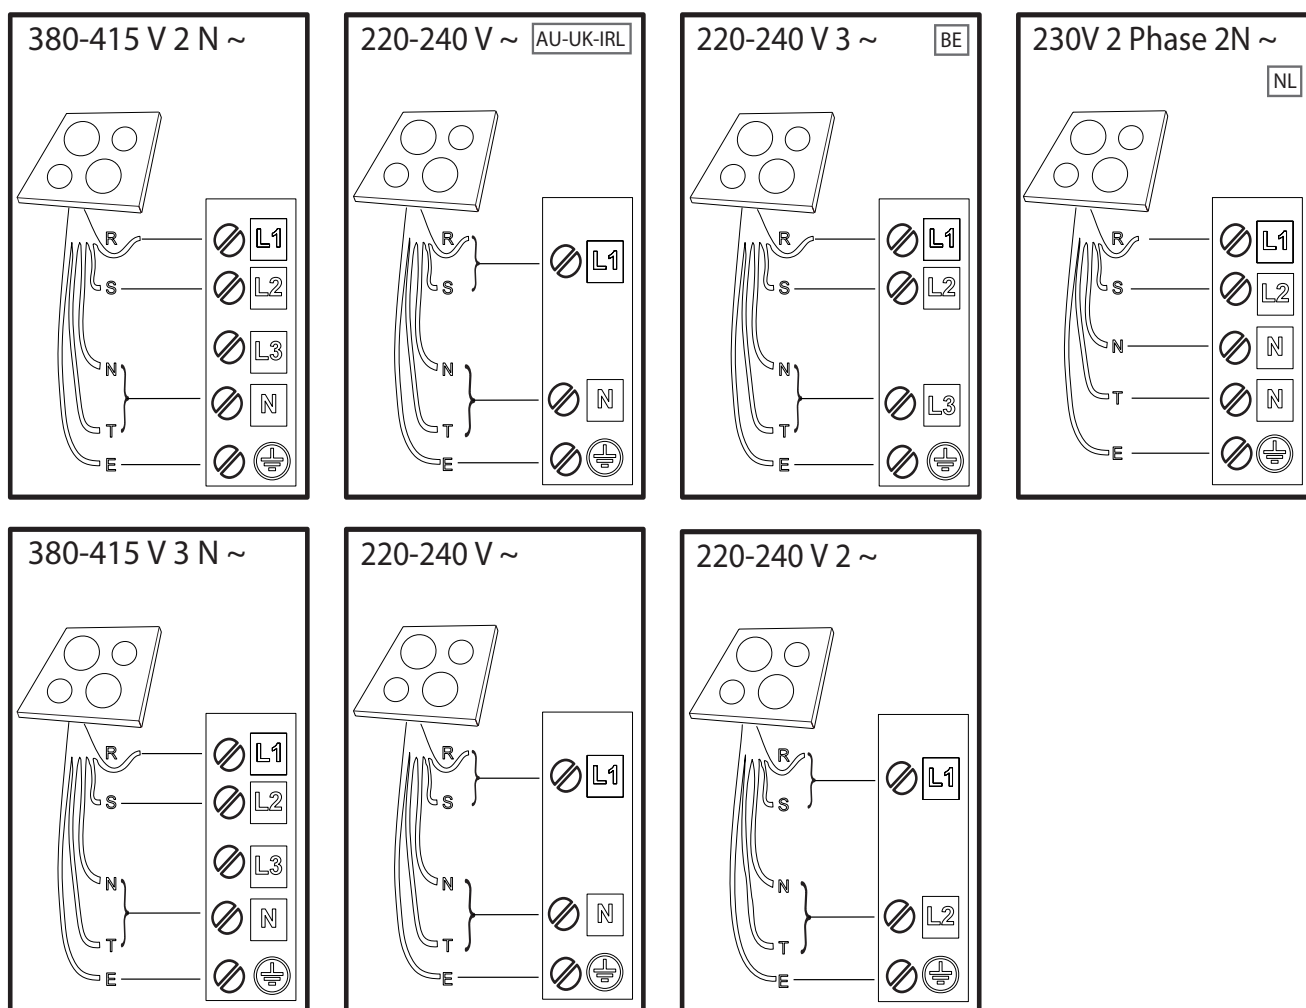 380-415 V 2 N ~
R
L1
S
L2
L3
N
N
T
E
220-240 V ~ AU-UK-IRL
R
L1
S
N
N
T
E
220-240 V 3 ~ BE
R
L1
S
L2
N
L3
T
E
230V 2 Phase 2N ~
NL
R
L1
S
L2
N
N
T
N
E
380-415 V 3 N ~
R
L1
S
L2
L3
N
N
T
E
220-240 V ~
R
L1
S
N
N
T
E
220-240 V 2 ~
R
L1
S
N
L2
T
E